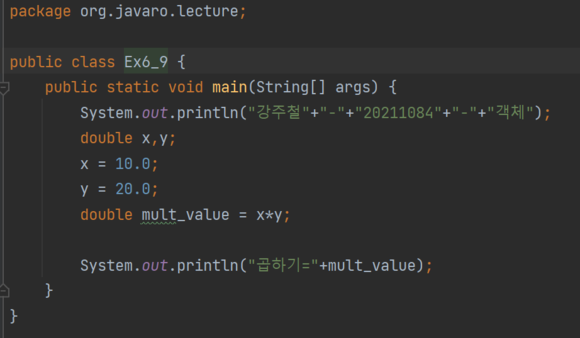 package org.javaro.lecture;
public class Ex6_9 {
public static void main(String[] args) {
System.out.println("강주철"+"-"+"20211084"+"-"+"객체");
double x,y;
x = 10.0;
y = 20.0;
double mult_value = x*y;
System.out.println("곱하기="+mult_value);
}
}